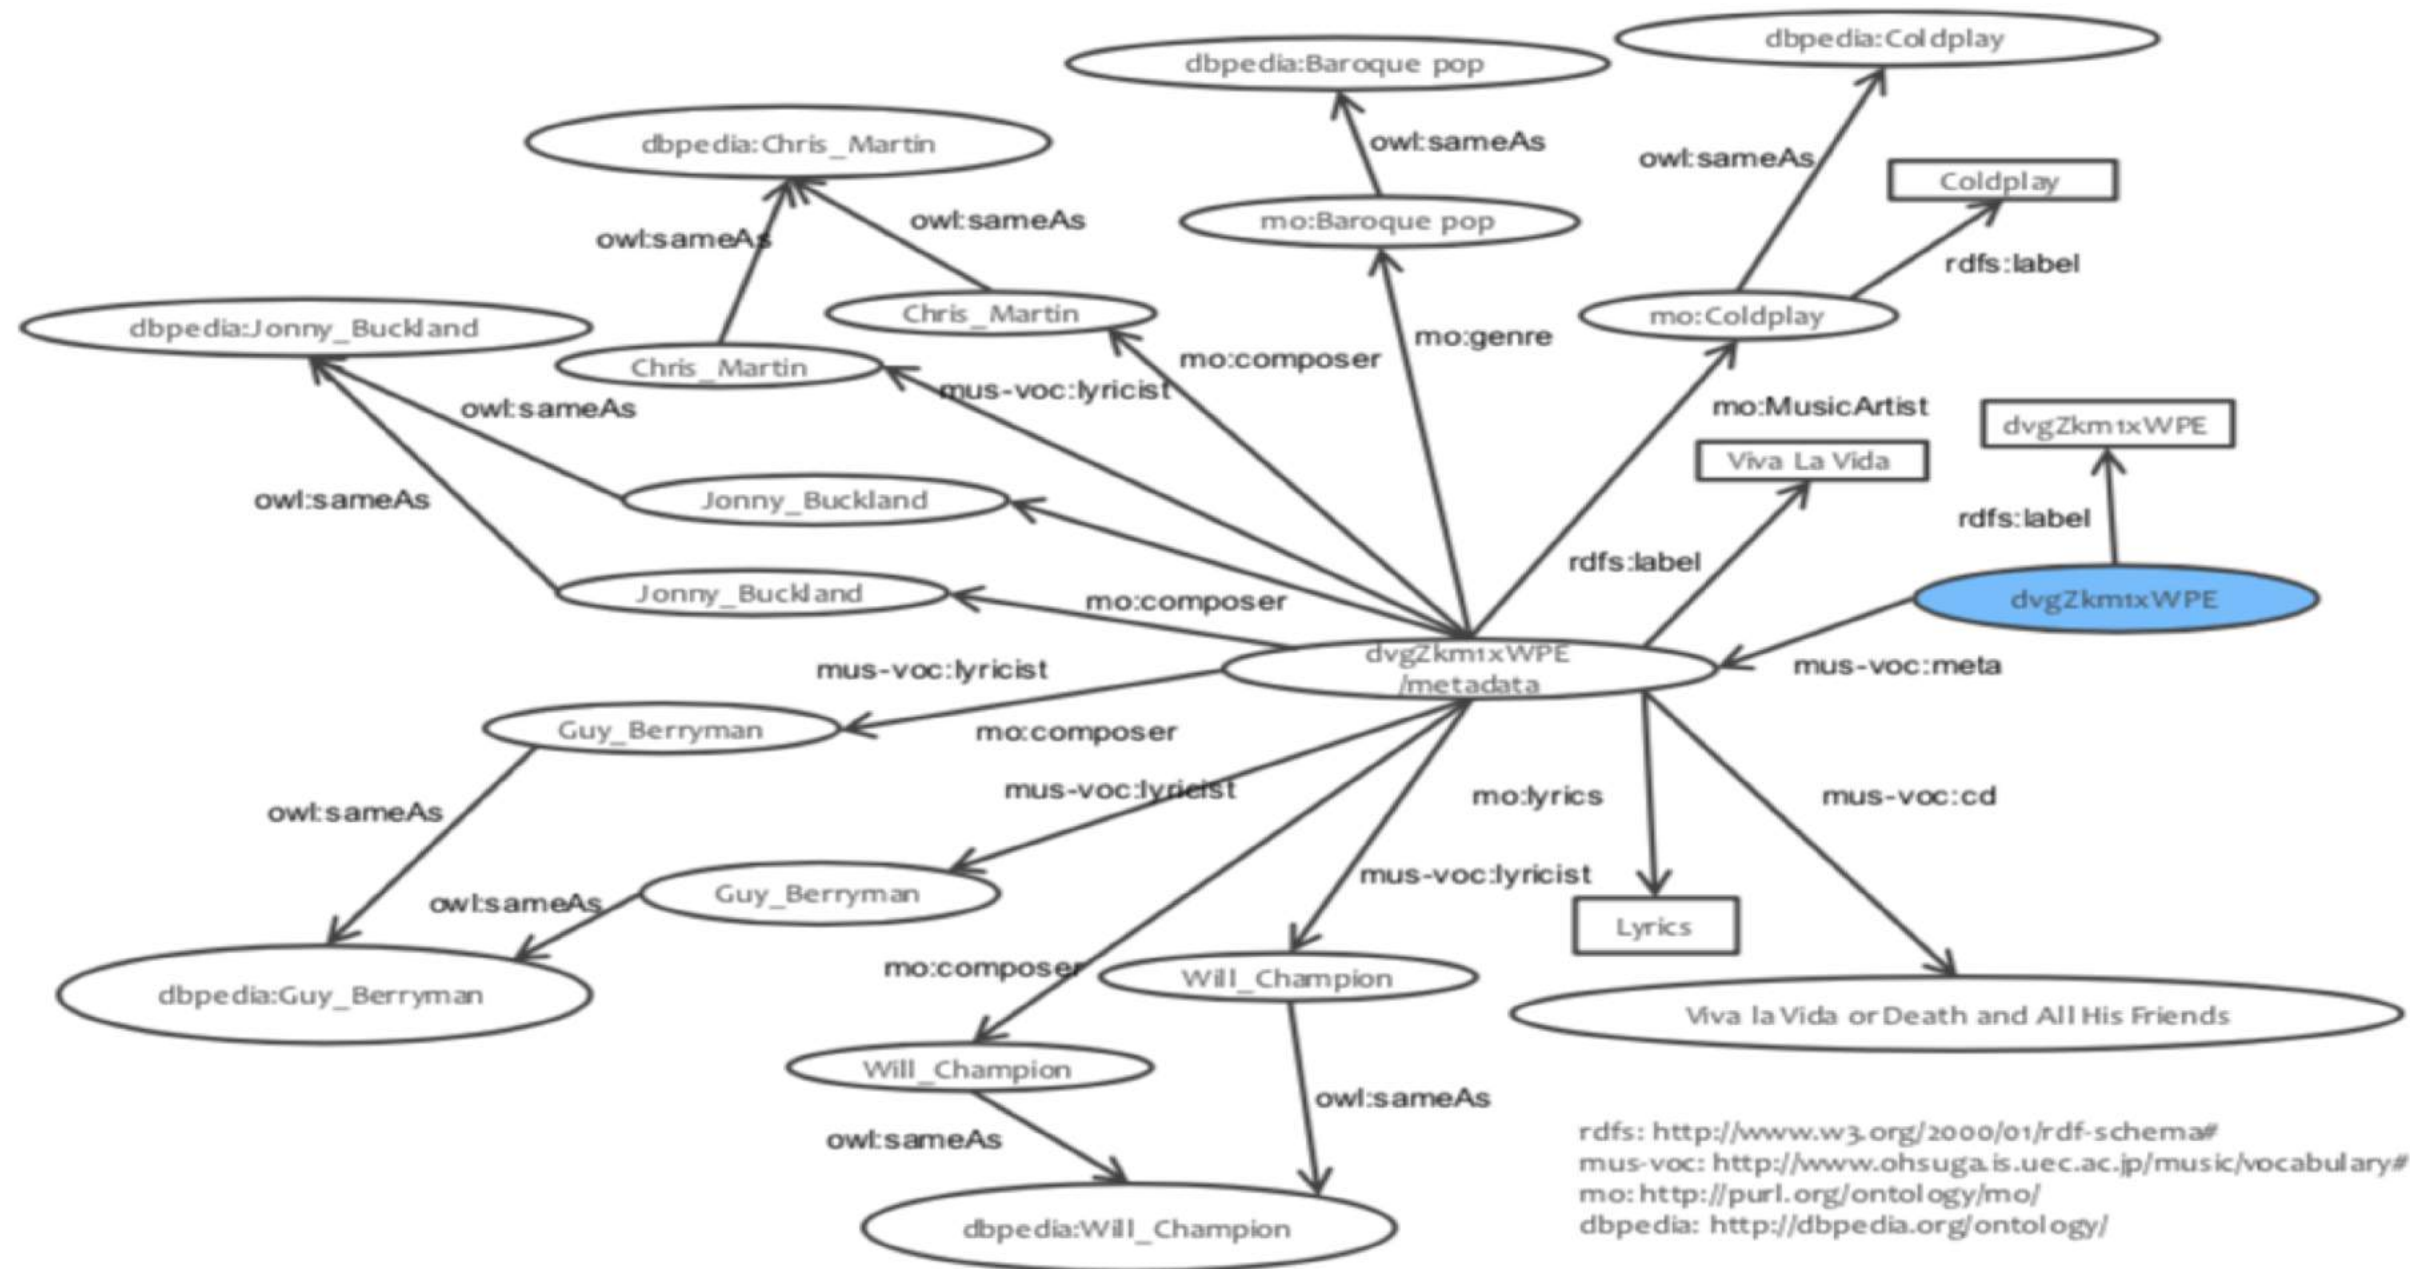 dbpedia:Coldplay
dbpedia:Baroque pop
owl:sameAs
dbpedia:Chris_Martin
owl:sameAs
Coldplay
owl:sameAs
owl:sameAs
mo:Baroque pop
rdfs:label
Chris_Martin
mo:Coldplay
dbpedia:Jonny_Buckland
mo:genre
mo:composer
Chris_Martin
mus-voc:lyricist
owl:sameAs
mo:MusicArtist
dvgZkm1xWPE
Viva La Vida
owl:sameAs
Jonny_Buckland
rdfs:label
rdfs:label
Jonny_Buckland
mo:composer
dvgZkm1xWPE
dvgZkm1xWPE
/metadata
mus-voc:lyricist
mus-voc:meta
Guy_Berryman
mo:composer
mus-voc:lyricist
mo:lyrics
mus-voc:cd
owl:sameAs
mus-voc:lyricist
owl:sameAs
Guy_Berryman
Lyrics
mo:composer
Will_Champion
dbpedia:Guy_Berryman
Viva la Vida or Death and All His Friends
Will_Champion
owl:sameAs
owl:sameAs
dbpedia:Will_Champion
rdfs: http://www.w3.org/2000/01/rdf-schema#
mus-voc: http://www.ohsuga.is.uec.ac.jp/music/vocabulary#
mo: http://purl.org/ontology/mo/
dbpedia: http://dbpedia.org/ontology/